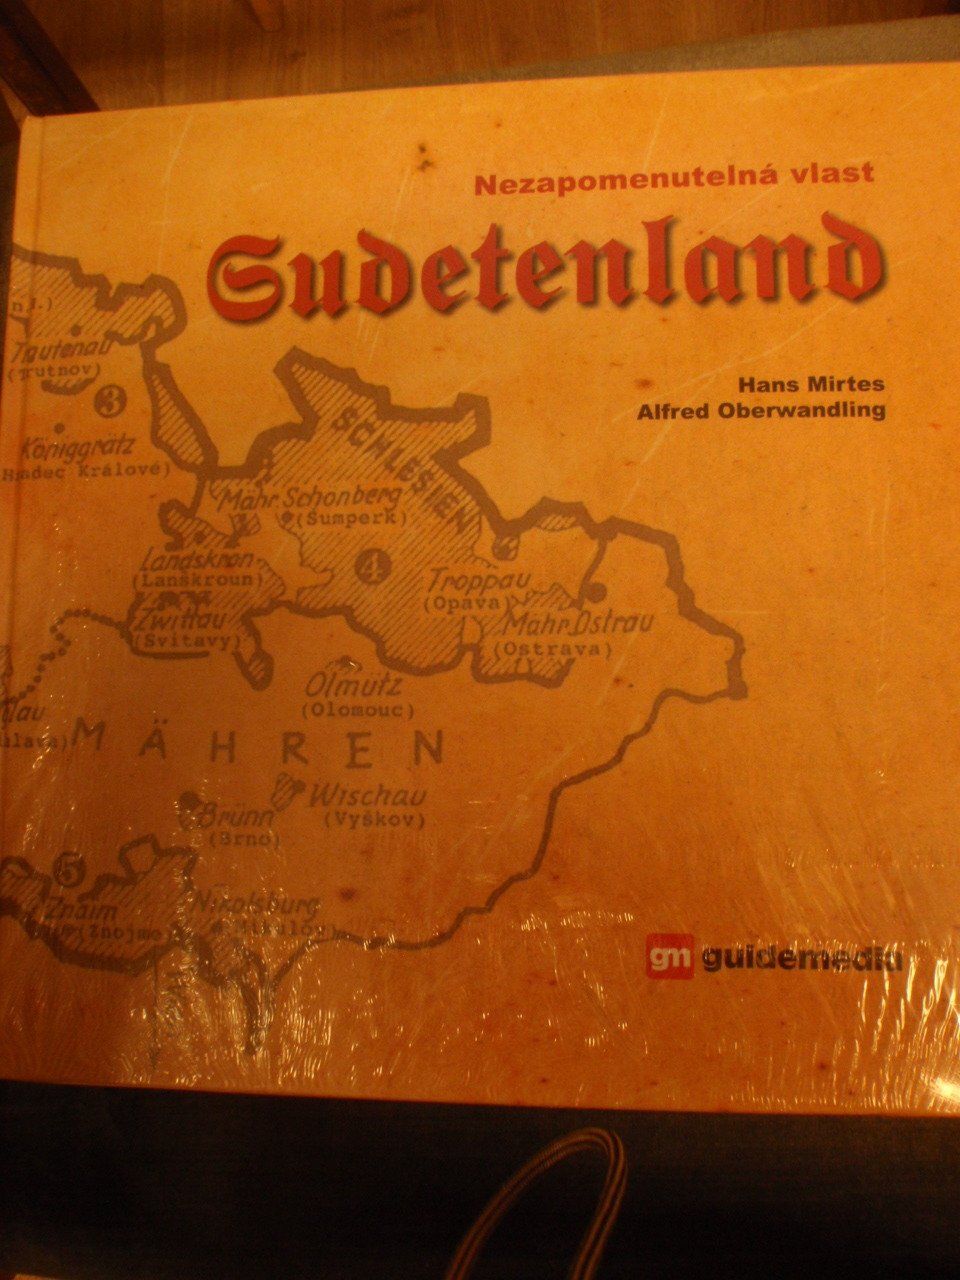 Nezapomenutelná vlast
Sudetenland
Hans Mirtes
Alfred Oberwandling
Trautenau
(Trutnov)
3
Königgrätz
Hradec Králové)
SCHLESIEN
Mähr. Schönberg
(Šumperk)
Landskron
(Lanškroun)
4
Troppau
(Opava)
Zwittau
(Svitavy)
Mähr. Ostrau
(Ostrava)
Olmütz
(Olomouc)
MÄHREN
Wischau
(Vyškov)
Brünn
(Brno)
5
Znaim
(Znojmo)
Nikolsburg
gm guidemedia